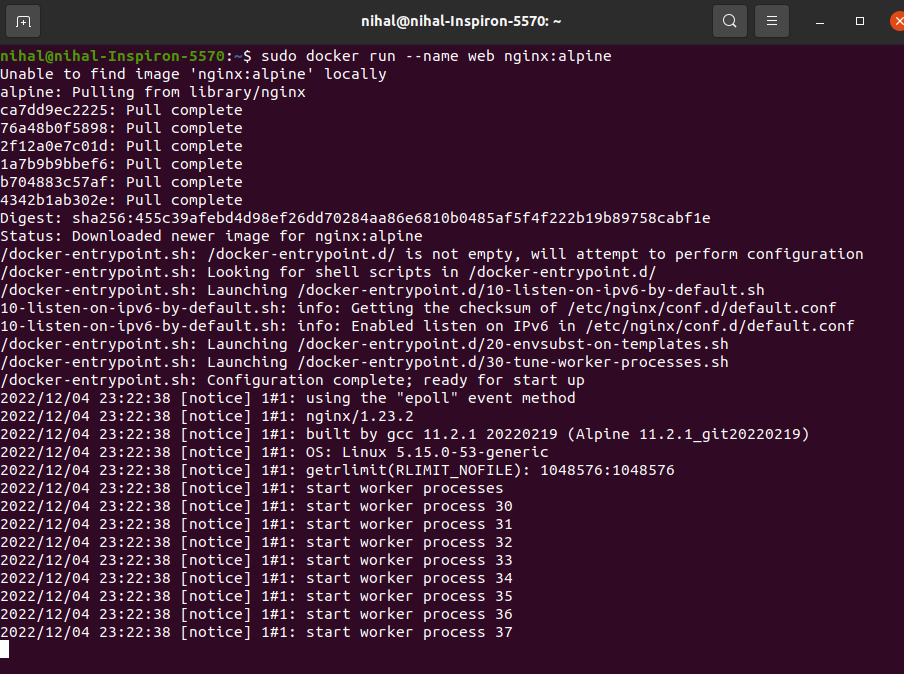 nihal@nihal-Inspiron-5570: ~
nihal@nihal-Inspiron-5570:~$ sudo docker run --name web nginx:alpine
Unable to find image 'nginx:alpine' locally
alpine: Pulling from library/nginx
ca7dd9ec2225: Pull complete
76a48b0f5898: Pull complete
2f12a0e7c01d: Pull complete
1a7b9b9bbef6: Pull complete
b704883c57af: Pull complete
4342b1ab302e: Pull complete
Digest: sha256:455c39afebd4d98ef26dd70284aa86e6810b0485af5f4f222b19b89758cabf1e
Status: Downloaded newer image for nginx:alpine
/docker-entrypoint.sh: /docker-entrypoint.d/ is not empty, will attempt to perform configuration
/docker-entrypoint.sh: Looking for shell scripts in /docker-entrypoint.d/
/docker-entrypoint.sh: Launching /docker-entrypoint.d/10-listen-on-ipv6-by-default.sh
10-listen-on-ipv6-by-default.sh: info: Getting the checksum of /etc/nginx/conf.d/default.conf
10-listen-on-ipv6-by-default.sh: info: Enabled listen on IPv6 in /etc/nginx/conf.d/default.conf
/docker-entrypoint.sh: Launching /docker-entrypoint.d/20-envsubst-on-templates.sh
/docker-entrypoint.sh: Launching /docker-entrypoint.d/30-tune-worker-processes.sh
/docker-entrypoint.sh: Configuration complete; ready for start up
2022/12/04 23:22:38 [notice] 1#1: using the "epoll" event method
2022/12/04 23:22:38 [notice] 1#1: nginx/1.23.2
2022/12/04 23:22:38 [notice] 1#1: built by gcc 11.2.1 20220219 (Alpine 11.2.1_git20220219)
2022/12/04 23:22:38 [notice] 1#1: OS: Linux 5.15.0-53-generic
2022/12/04 23:22:38 [notice] 1#1: getrlimit(RLIMIT_NOFILE): 1048576:1048576
2022/12/04 23:22:38 [notice] 1#1: start worker processes
2022/12/04 23:22:38 [notice] 1#1: start worker process 30
2022/12/04 23:22:38 [notice] 1#1: start worker process 31
2022/12/04 23:22:38 [notice] 1#1: start worker process 32
2022/12/04 23:22:38 [notice] 1#1: start worker process 33
2022/12/04 23:22:38 [notice] 1#1: start worker process 34
2022/12/04 23:22:38 [notice] 1#1: start worker process 35
2022/12/04 23:22:38 [notice] 1#1: start worker process 36
2022/12/04 23:22:38 [notice] 1#1: start worker process 37